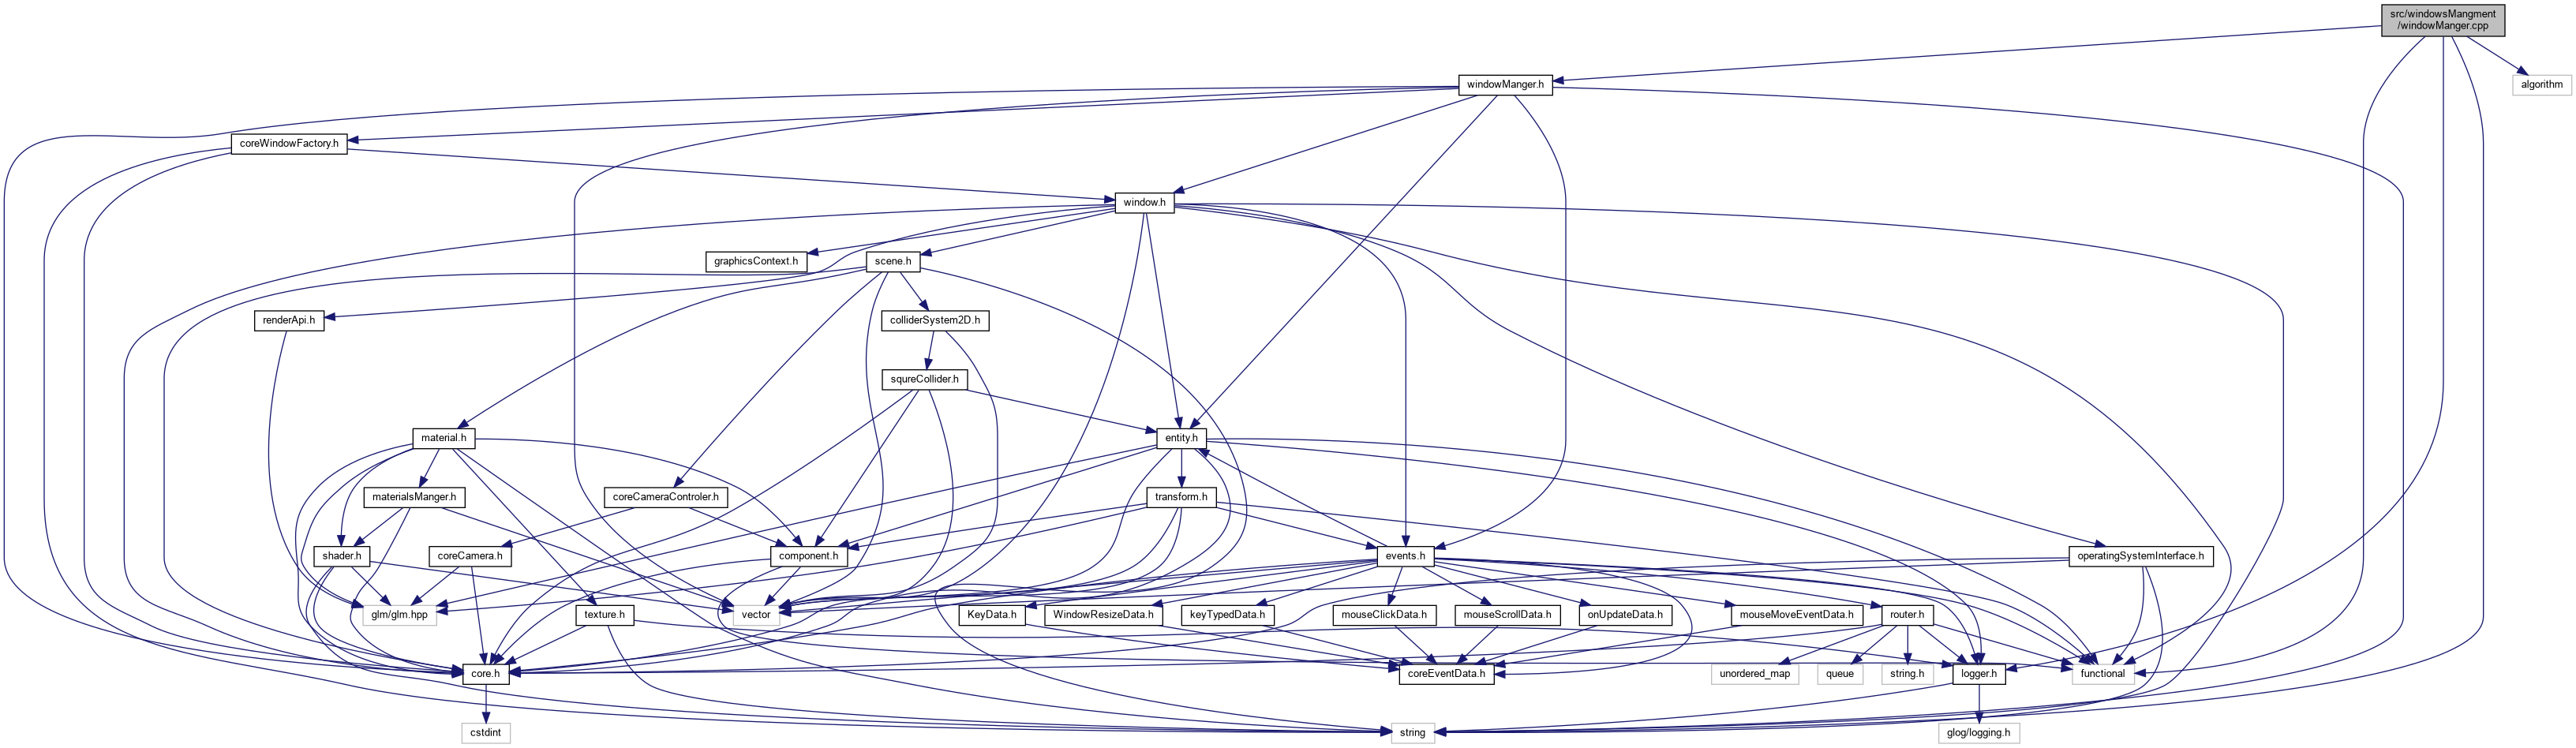 src/windowsMangment
/windowManger.cpp
windowManger.h
algorithm
coreWindowFactory.h
window.h
graphicsContext.h
scene.h
renderApi.h
colliderSystem2D.h
squreCollider.h
material.h
entity.h
materialsManger.h
coreCameraControler.h
transform.h
shader.h
coreCamera.h
component.h
events.h
operatingSystemInterface.h
glm/glm.hpp
texture.h
vector
KeyData.h
WindowResizeData.h
keyTypedData.h
mouseClickData.h
mouseScrollData.h
onUpdateData.h
mouseMoveEventData.h
router.h
core.h
coreEventData.h
unordered_map
queue
string.h
logger.h
functional
cstdint
string
glog/logging.h